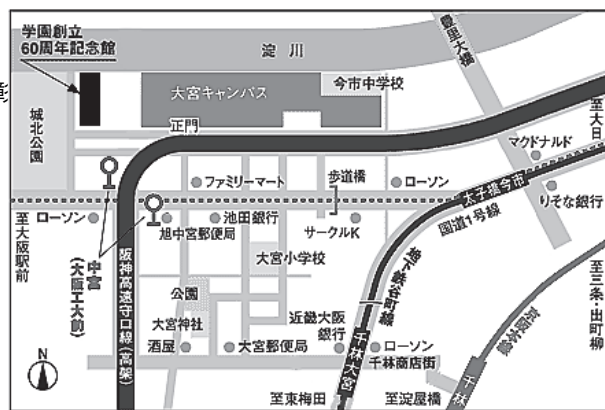 学園創立
60周年記念館
淀川
豊里大橋
大宮キャンパス
今市中学校
城北公園
正門
至大日
マクドナルド
ファミリーマート
歩道橋
ローソン
太子橋今市
りそな銀行
国道1号線
至大阪駅前
ローソン
旭中宮郵便局
池田銀行
サークルK
中宮
(大阪工大前)
阪神高速守口線(高架)
大宮小学校
地下鉄谷町線
至三条・出町柳
公園
大宮神社
近畿大阪
銀行
千林大宮
京阪本線
酒屋
大宮郵便局
ローソン
千林商店街
千林
N
至東梅田
至淀屋橋